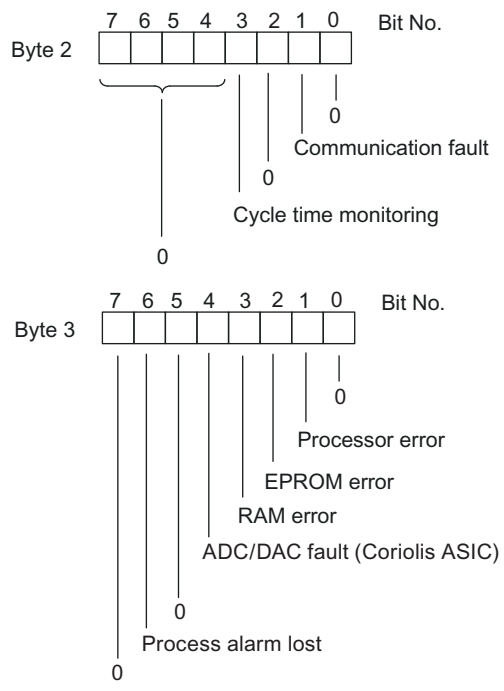 7 6 5 4 3 2 1 0 Bit No.
Byte 2
0
Communication fault
0
Cycle time monitoring
0
7 6 5 4 3 2 1 0 Bit No.
Byte 3
0
Processor error
EPROM error
RAM error
ADC/DAC fault (Coriolis ASIC)
0
Process alarm lost
0